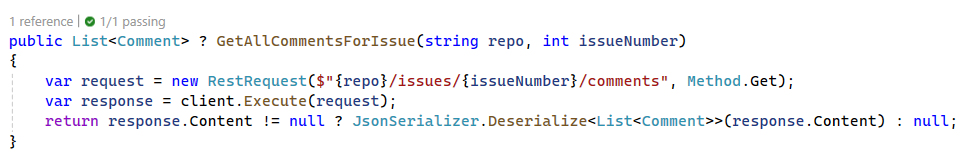 1 reference | 1/1 passing
public List<Comment> ? GetAllCommentsForIssue(string repo, int issueNumber)
{
    var request = new RestRequest($"{repo}/issues/{issueNumber}/comments", Method.Get);
    var response = client.Execute(request);
    return response.Content != null ? JsonSerializer.Deserialize<List<Comment>>(response.Content) : null;
}